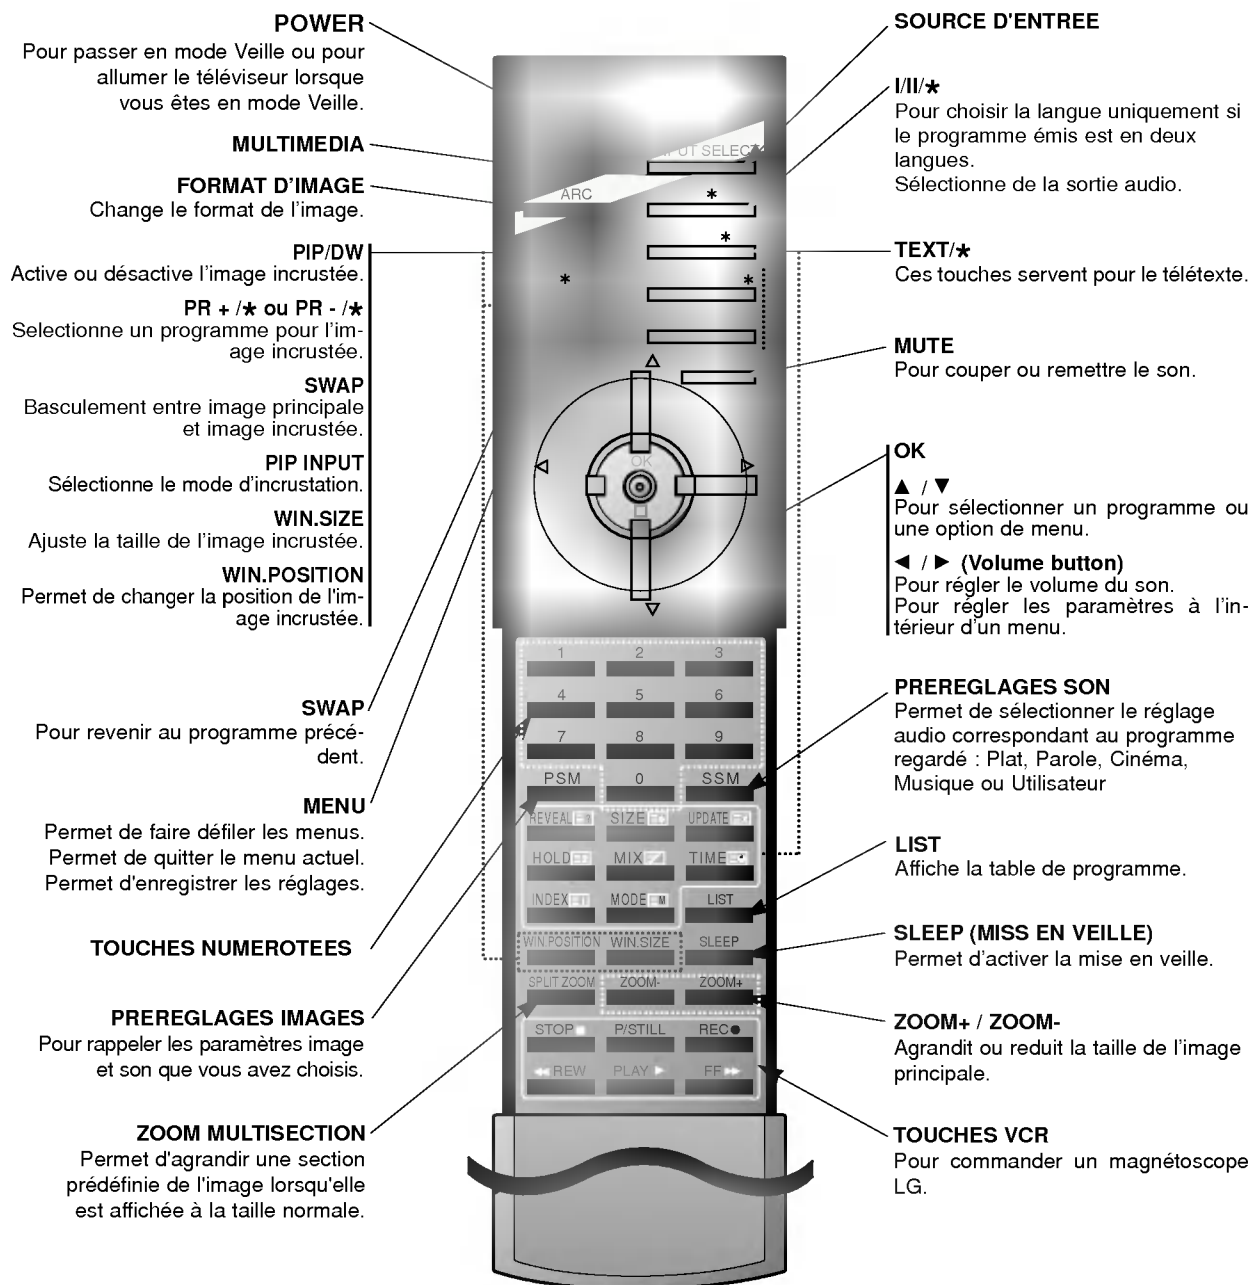 POWER
Pour passer en mode Veille ou pour
allumer le téléviseur lorsque
vous êtes en mode Veille.
MULTIMEDIA
FORMAT D’IMAGE
Change le format de l’image.
PIP/DW
Active ou désactive l’image incrustée.
PR + /* ou PR - /*
Selectionne un programme pour l’im-
age incrustée.
SWAP
Basculement entre image principale
et image incrustée.
PIP INPUT
Sélectionne le mode d’incrustation.
WIN.SIZE
Ajuste la taille de l’image incrustée.
WIN.POSITION
Permet de changer la position de l'im-
age incrustée.
SWAP
Pour revenir au programme précé-
dent.
MENU
Permet de faire défiler les menus.
Permet de quitter le menu actuel.
Permet d'enregistrer les réglages.
TOUCHES NUMEROTEES
PREREGLAGES IMAGES
Pour rappeler les paramètres image
et son que vous avez choisis.
ZOOM MULTISECTION
Permet d'agrandir une section
prédéfinie de l'image lorsqu'elle
est affichée à la taille normale.
SELECT
ARC
*
*
* *
△
◁ OK ▷
▽
1 2 3
4 5 6
7 8 9
PSM 0 SSM
REVEAL SIZE UPDATE
HOLD MIX TIME
INDEX MODE LIST
WIN.POSITION WIN.SIZE SLEEP
SPLIT ZOOM ZOOM- ZOOM+
STOP■ P/STILL REC●
◀◀ REW PLAY ▶ FF ▶▶
SOURCE D'ENTREE
I/II/*
Pour choisir la langue uniquement si
le programme émis est en deux
langues.
Sélectionne de la sortie audio.
TEXT/*
Ces touches servent pour le télétexte.
MUTE
Pour couper ou remettre le son.
OK
▲ / ▼
Pour sélectionner un programme ou
une option de menu.
◀ / ▶ (Volume button)
Pour régler le volume du son.
Pour régler les paramètres à l’in-
térieur d’un menu.
PREREGLAGES SON
Permet de sélectionner le réglage
audio correspondant au programme
regardé : Plat, Parole, Cinéma,
Musique ou Utilisateur
LIST
Affiche la table de programme.
SLEEP (MISS EN VEILLE)
Permet d’activer la mise en veille.
ZOOM+ / ZOOM-
Agrandit ou reduit la taille de l’image
principale.
TOUCHES VCR
Pour commander un magnétoscope
LG.